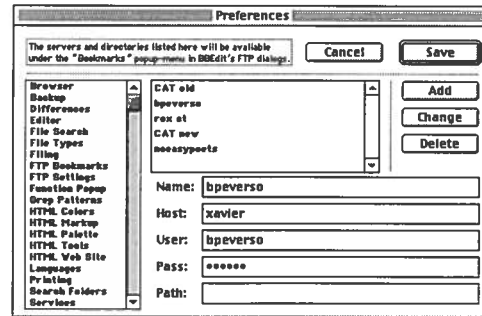 Preferences
The servers and directories listed here will be available
under the "Bookmarks" popup-menu in BBEdit's FTP dialogs.
Cancel
Save
Browser
Backup
Differences
Editor
File Search
File Types
Filing
FTP Bookmarks
FTP Settings
Function Popup
Grep Patterns
HTML Colors
HTML Markup
HTML Palette
HTML Tools
HTML Web Site
Languages
Printing
Search Folders
Services
CAT old
bpeverso
rox at
CAT new
noeasyposts
Add
Change
Delete
Name: bpeverso
Host: xavier
User: bpeverso
Pass: ••••••
Path: